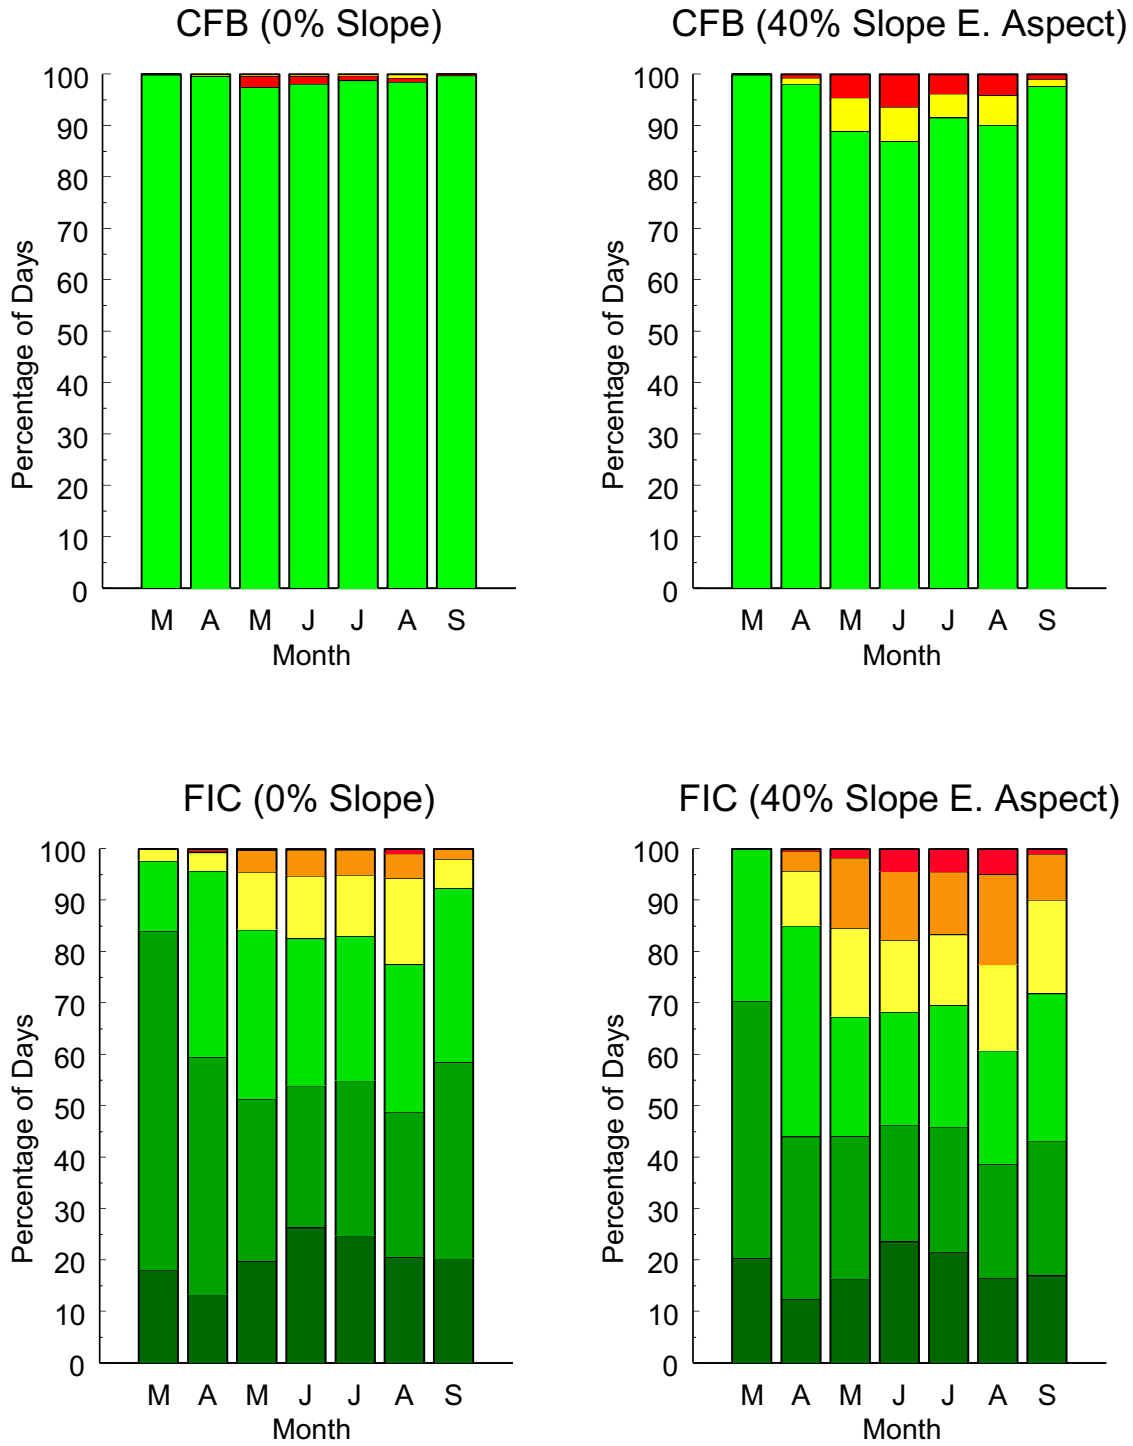 CFB (0% Slope)
100
90
80
70
60
50
40
30
20
10
0
Percentage of Days
M A M J J A S
Month
CFB (40% Slope E. Aspect)
100
90
80
70
60
50
40
30
20
10
0
Percentage of Days
M A M J J A S
Month
FIC (0% Slope)
100
90
80
70
60
50
40
30
20
10
0
Percentage of Days
M A M J J A S
Month
FIC (40% Slope E. Aspect)
100
90
80
70
60
50
40
30
20
10
0
Percentage of Days
M A M J J A S
Month